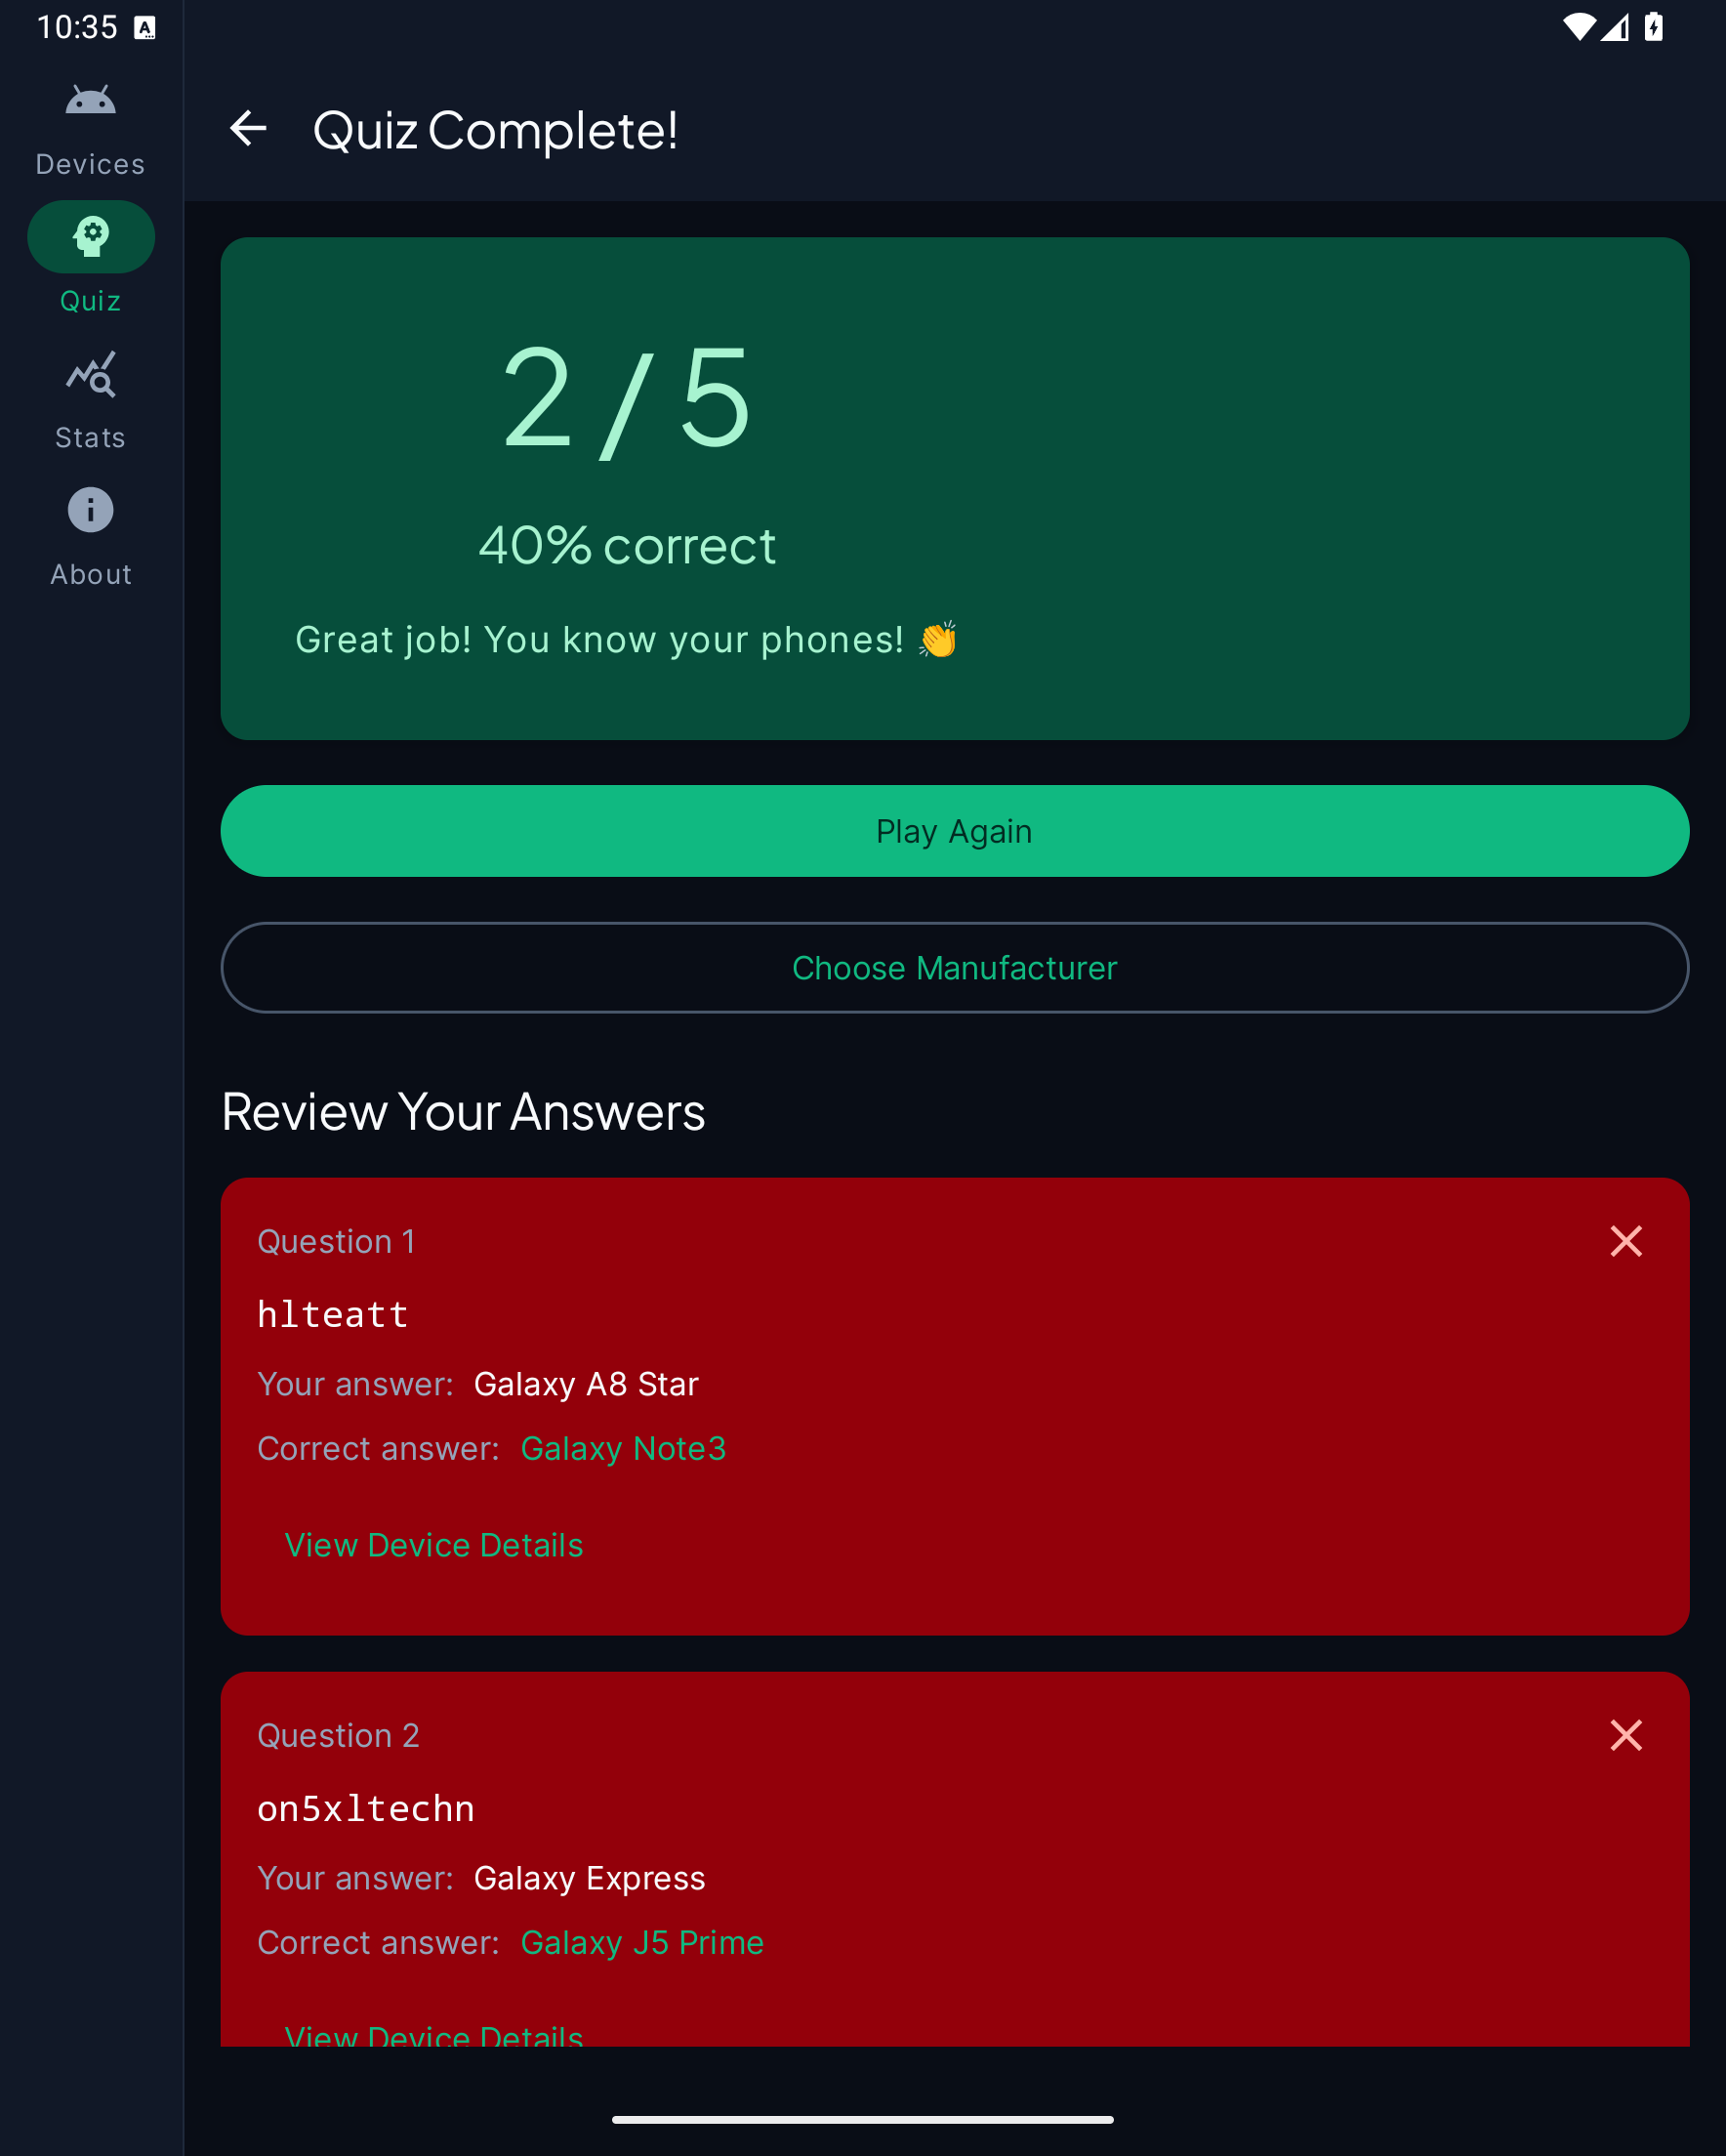 10:35
Devices
Quiz
Stats
About
Quiz Complete!
2/5
40% correct
Great job! You know your phones! 👏
Play Again
Choose Manufacturer
Review Your Answers
Question 1
hlteatt
Your answer: Galaxy A8 Star
Correct answer: Galaxy Note3
View Device Details
Question 2
on5xltechn
Your answer: Galaxy Express
Correct answer: Galaxy J5 Prime
View Device Details